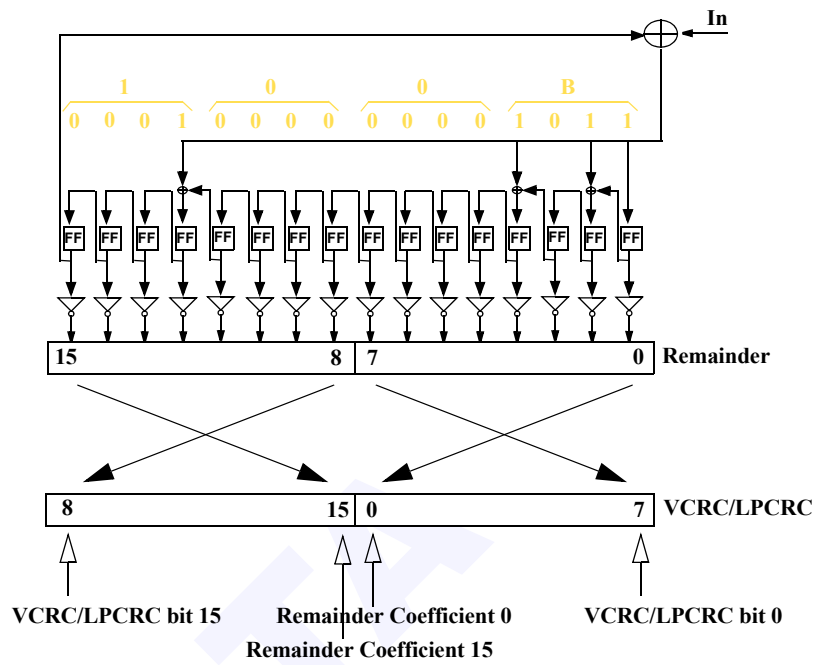 In
1 0 0 B
0 0 0 1 0 0 0 0 0 0 0 0 1 0 1 1
FF FF FF FF FF FF FF FF FF FF FF FF FF FF FF FF
15 8 7 0 Remainder
8 15 0 7 VCRC/LPCRC
VCRC/LPCRC bit 15 Remainder Coefficient 0 VCRC/LPCRC bit 0
Remainder Coefficient 15